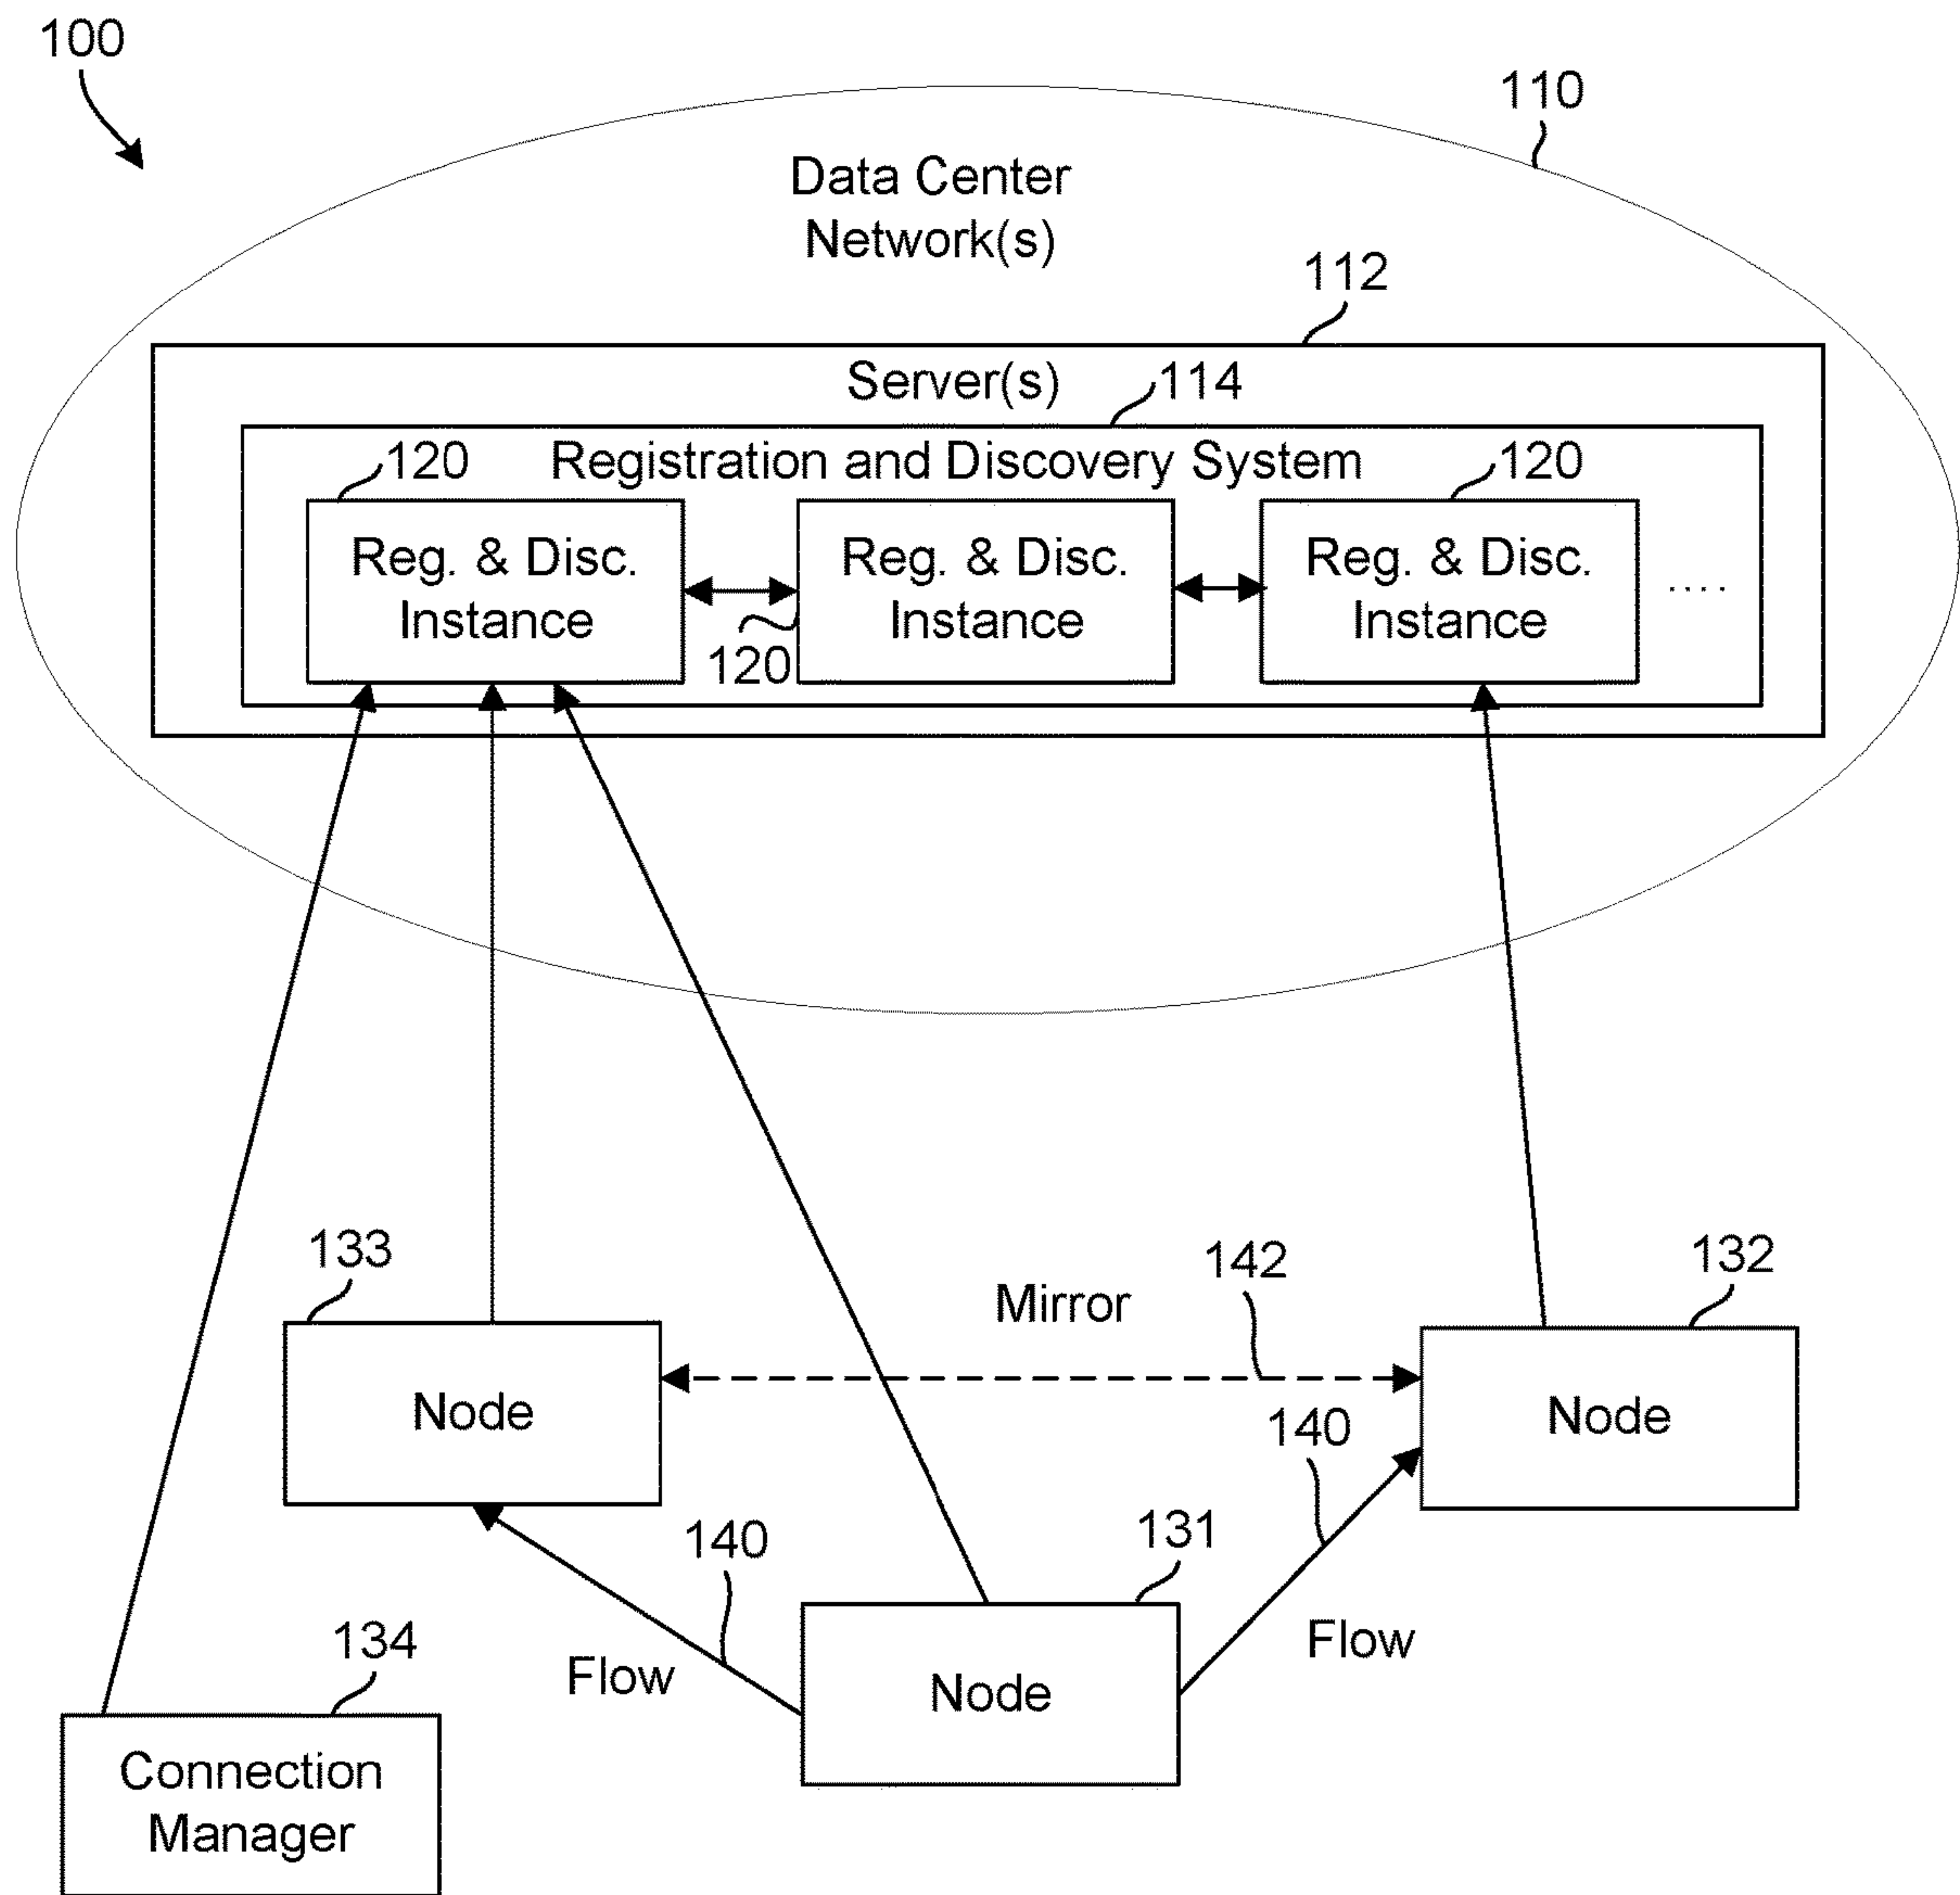 100
110
Data Center
Network(s)
112
Server(s)
114
120
Registration and Discovery System
120
Reg. & Disc.
Instance
Reg. & Disc.
Instance
Reg. & Disc.
Instance
....
120
133
142
132
Mirror
Node
Node
140
140
131
Flow
Flow
Node
134
Connection
Manager